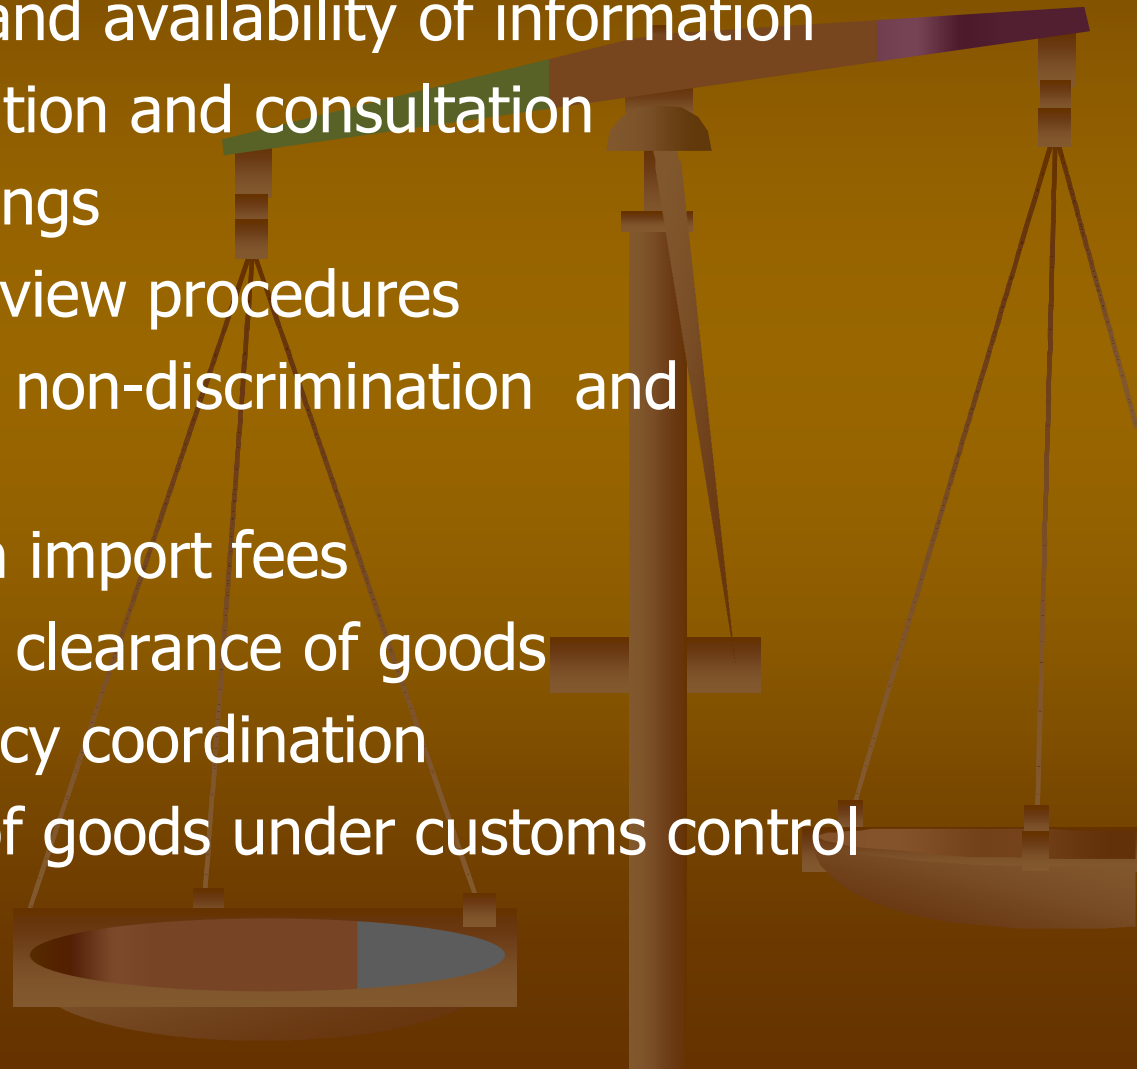 and availability of information
tion and consultation
ngs
view procedures
non-discrimination and
import fees
clearance of goods
cy coordination
of goods under customs control